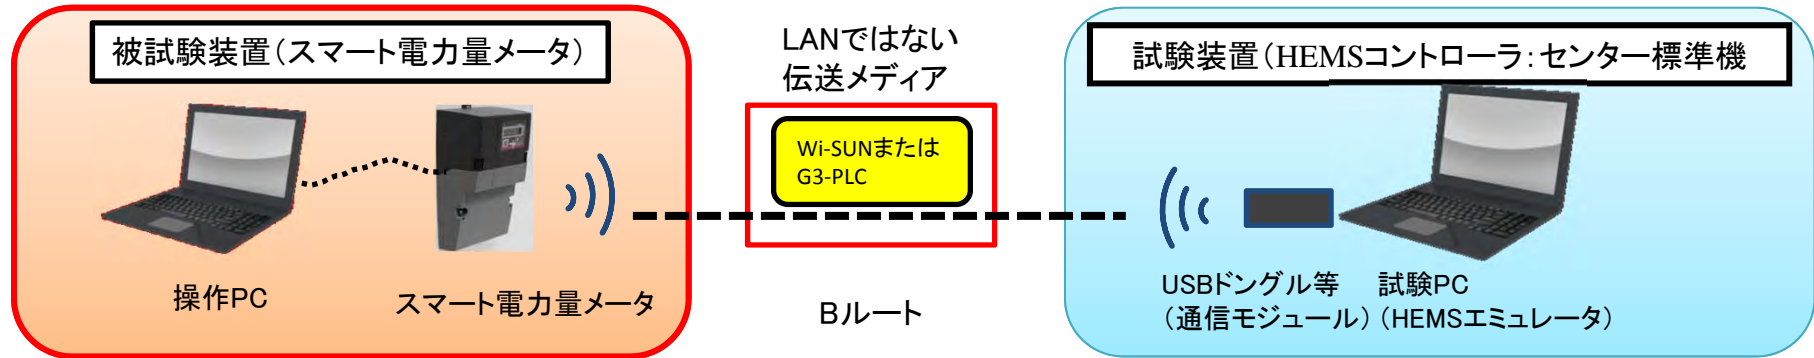 被試験装置(スマート電力量メータ)
操作PC
スマート電力量メータ
LANではない
伝送メディア
Wi-SUNまたは
G3-PLC
Bルート
試験装置(HEMSコントローラ:センター標準機
USBドングル等
(通信モジュール)
試験PC
(HEMSエミュレータ)